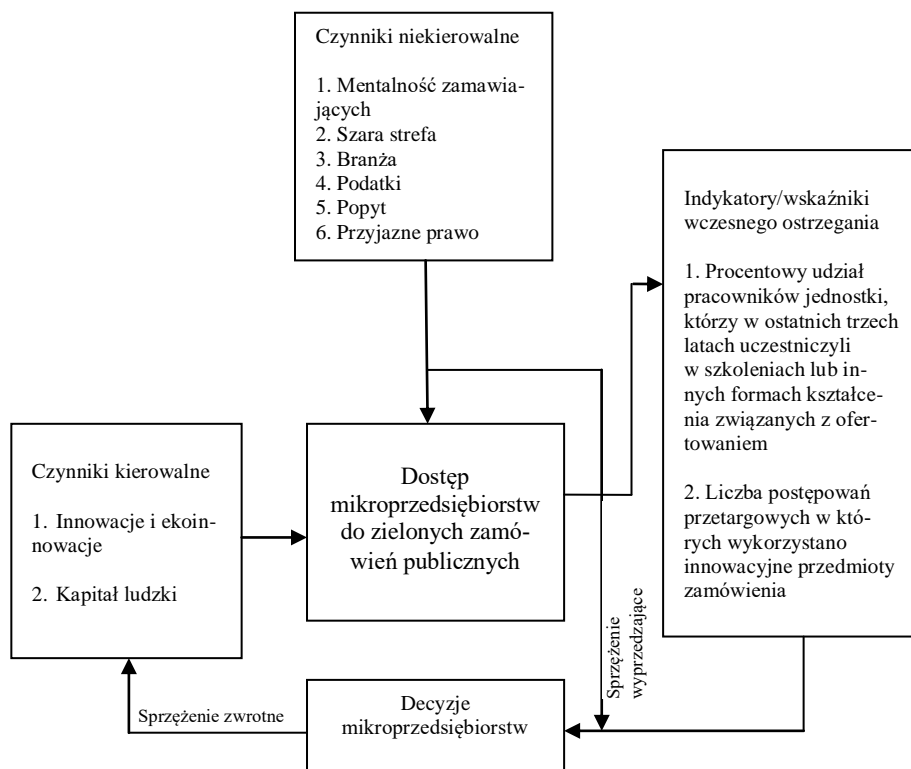 Czynniki niekierowalne
1. Mentalność zamawia-
jących
2. Szara strefa
3. Branża
4. Podatki
5. Popyt
6. Przyjazne prawo
Indykatory/wskaźniki
wczesnego ostrzegania
1. Procentowy udział
pracowników jednostki,
którzy w ostatnich trzech
latach uczestniczyli
w szkoleniach lub in-
nych formach kształce-
nia związanych z ofer-
towaniem
2. Liczba postępowań
przetargowych w któ-
rych wykorzystano
innowacyjne przedmioty
zamówienia
Czynniki kierowalne
1. Innowacje i ekoin-
nowacje
2. Kapitał ludzki
Dostęp
mikroprzedsiębiorstw
do zielonych zamó-
wień publicznych
Sprzężenie
wyprzedzające
Sprzężenie zwrotne
Decyzje
mikroprzedsiębiorstw